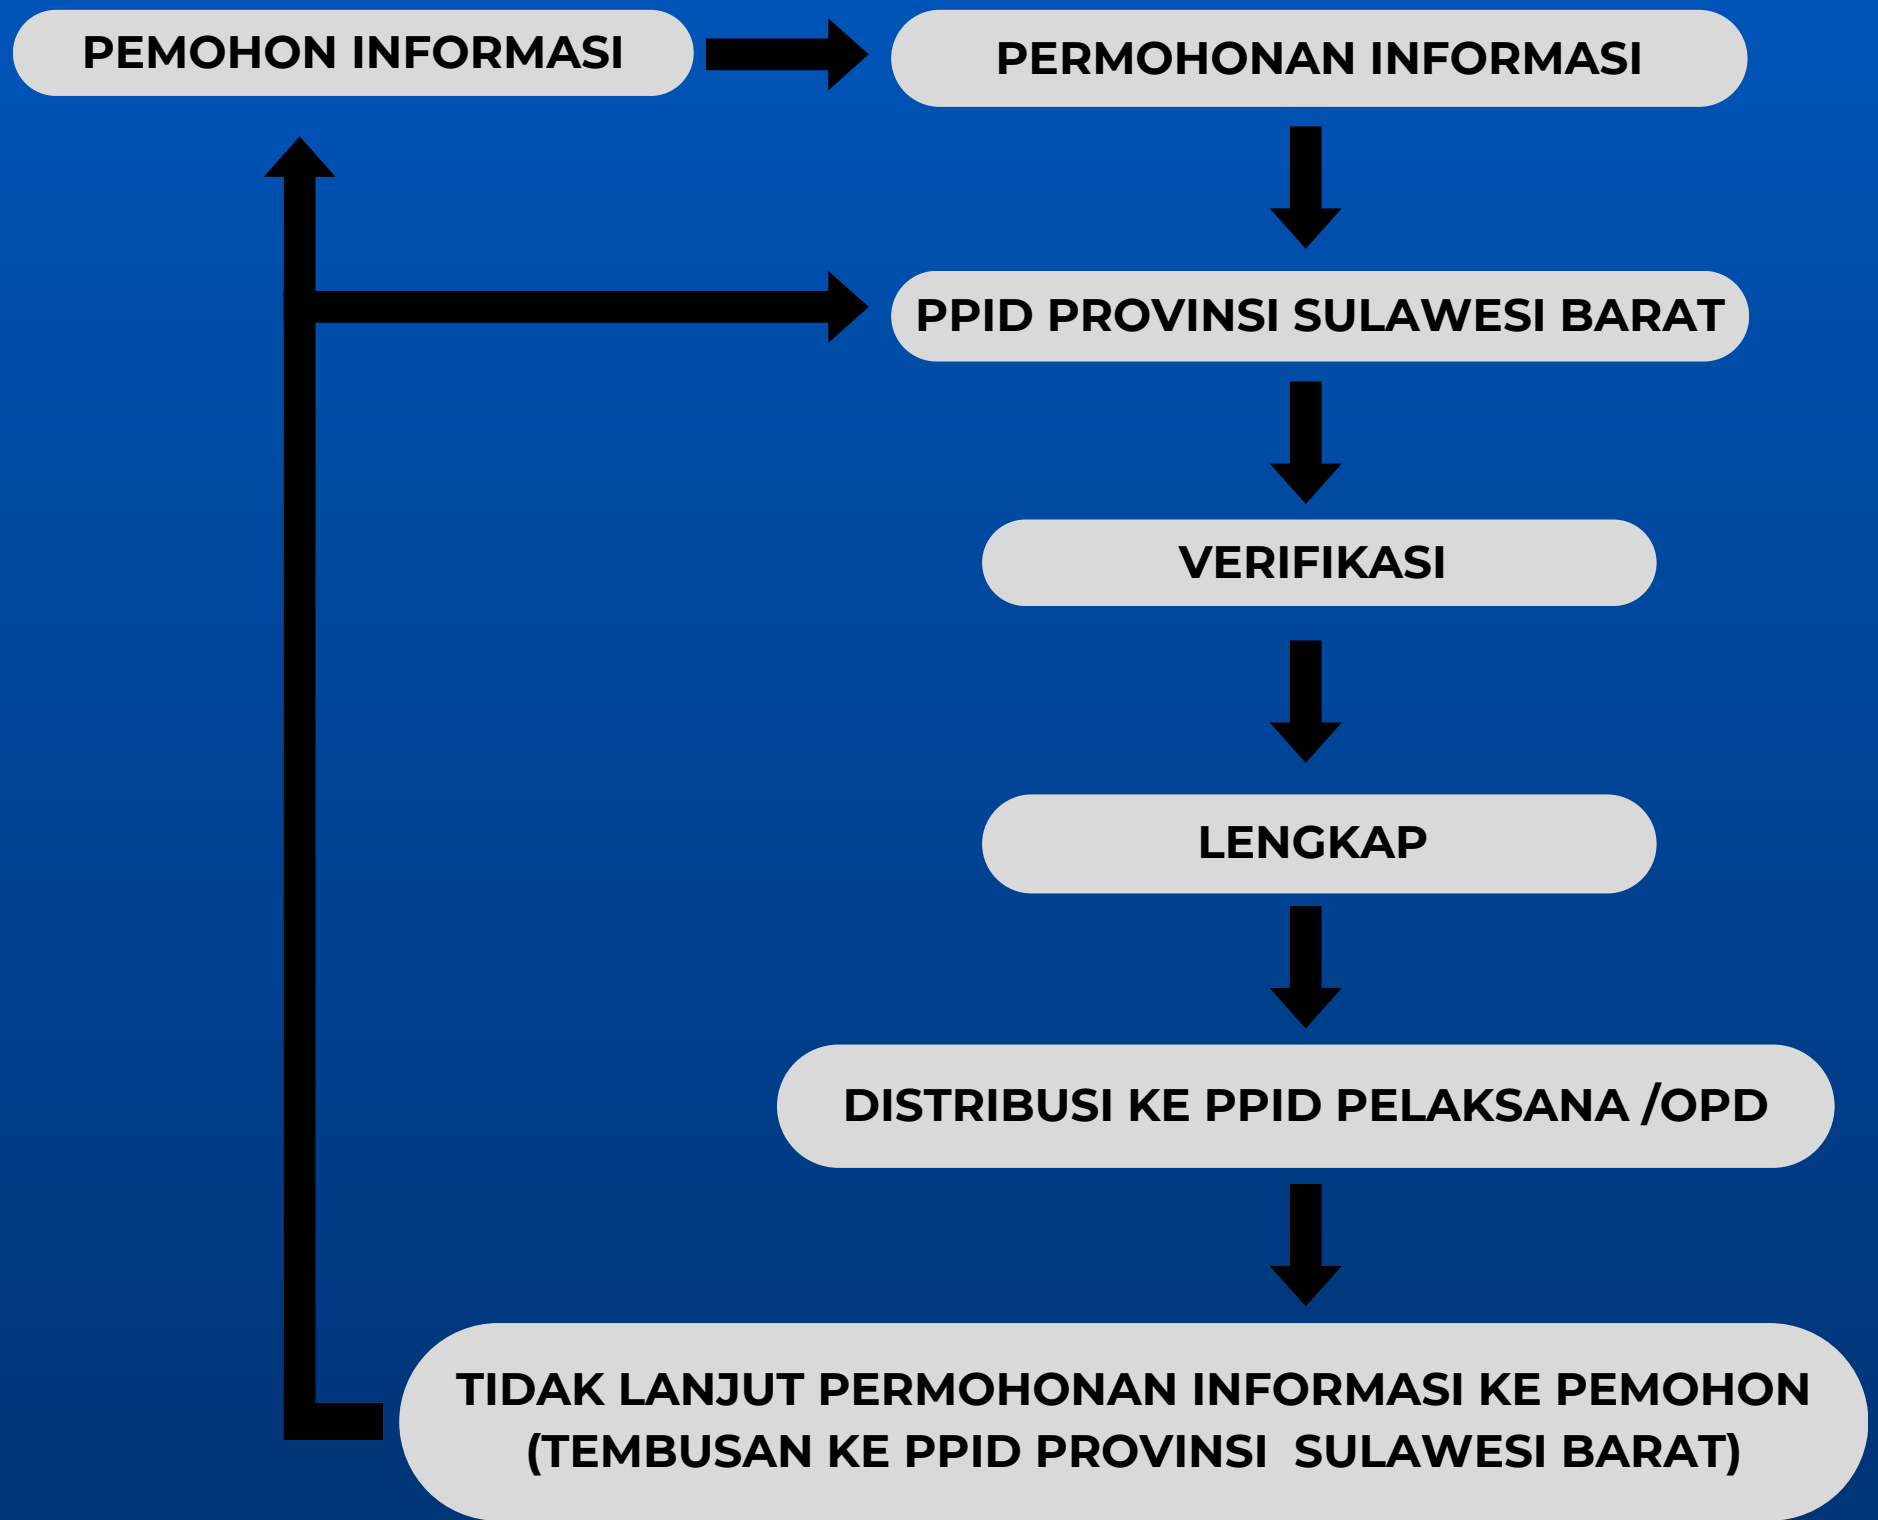 PEMOHON INFORMASI
PERMOHONAN INFORMASI
PPID PROVINSI SULAWESI BARAT
VERIFIKASI
LENGKAP
DISTRIBUSI KE PPID PELAKSANA /OPD
TIDAK LANJUT PERMOHONAN INFORMASI KE PEMOHON
(TEMBUSAN KE PPID PROVINSI  SULAWESI BARAT)